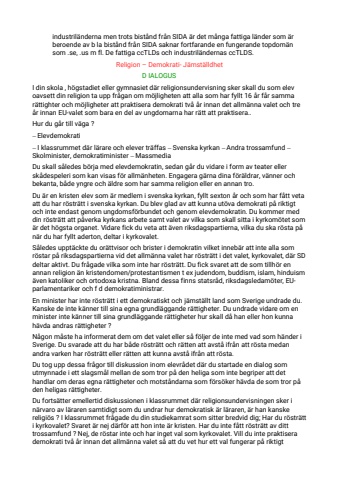 industriländerna men trots bistånd från SIDA är det många fattiga länder som är
beroende av b la bistånd från SIDA saknar fortfarande en fungerande topdomän
som .se, .us m fl. De fattiga ccTLDs och industriländernas ccTLDS.
Religion – Demokrati- Jämställdhet
D IALOGUS
I din skola , högstadiet eller gymnasiet där religionsundervisning sker skall du som elev
oavsett din religion ta upp frågan om möjligheten att alla som har fyllt 16 år får samma
rättigheter och möjligheter att praktisera demokrati två år innan det allmänna valet och tre
år innan EU-valet som bara en del av ungdomarna har rätt att praktisera..
Hur du går till väga ?
– Elevdemokrati
– I klassrummet där lärare och elever träffas – Svenska kyrkan – Andra trossamfund –
Skolminister, demokratiminister – Massmedia
Du skall således börja med elevdemokratin, sedan går du vidare i form av teater eller
skådespeleri som kan visas för allmänheten. Engagera gärna dina föräldrar, vänner och
bekanta, både yngre och äldre som har samma religion eller en annan tro.
Du är en kristen elev som är medlem i svenska kyrkan, fyllt sexton år och som har fått veta
att du har rösträtt i svenska kyrkan. Du blev glad av att kunna utöva demokrati på riktigt
och inte endast genom ungdomsförbundet och genom elevdemokratin. Du kommer med
din rösträtt att påverka kyrkans arbete samt valet av vilka som skall sitta i kyrkomötet som
är det högsta organet. Vidare fick du veta att även riksdagspartierna, vilka du ska rösta på
när du har fyllt aderton, deltar i kyrkovalet.
Således upptäckte du orättvisor och brister i demokratin vilket innebär att inte alla som
röstar på riksdagspartierna vid det allmänna valet har rösträtt i det valet, kyrkovalet, där SD
deltar aktivt. Du frågade vilka som inte har rösträtt. Du fick svaret att de som tillhör en
annan religion än kristendomen/protestantismen t ex judendom, buddism, islam, hinduism
även katoliker och ortodoxa kristna. Bland dessa finns statsråd, riksdagsledamöter, EU-
parlamentariker och f d demokratiministrar.
En minister har inte rösträtt i ett demokratiskt och jämställt land som Sverige undrade du.
Kanske de inte känner till sina egna grundläggande rättigheter. Du undrade vidare om en
minister inte känner till sina grundläggande rättigheter hur skall då han eller hon kunna
hävda andras rättigheter ?
Någon måste ha informerat dom om det valet eller så följer de inte med vad som händer i
Sverige. Du svarade att du har både rösträtt och rätten att avstå ifrån att rösta medan
andra varken har rösträtt eller rätten att kunna avstå ifrån att rösta.
Du tog upp dessa frågor till diskussion inom elevrådet där du startade en dialog som
utmynnade i ett slagsmål mellan de som tror på den heliga som inte begriper att det
handlar om deras egna rättigheter och motståndarna som försöker hävda de som tror på
den heligas rättigheter.
Du fortsätter emellertid diskussionen i klassrummet där religionsundervisningen sker i
närvaro av läraren samtidigt som du undrar hur demokratisk är läraren, är han kanske
religiös ? I klassrummet frågade du din studiekamrat som sitter bredvid dig; Har du rösträtt
i kyrkovalet? Svaret är nej därför att hon inte är kristen. Har du inte fått rösträtt av ditt
trossamfund ? Nej, de röstar inte och har inget val som kyrkovalet. Vill du inte praktisera
demokrati två år innan det allmänna valet så att du vet hur ett val fungerar på riktigt